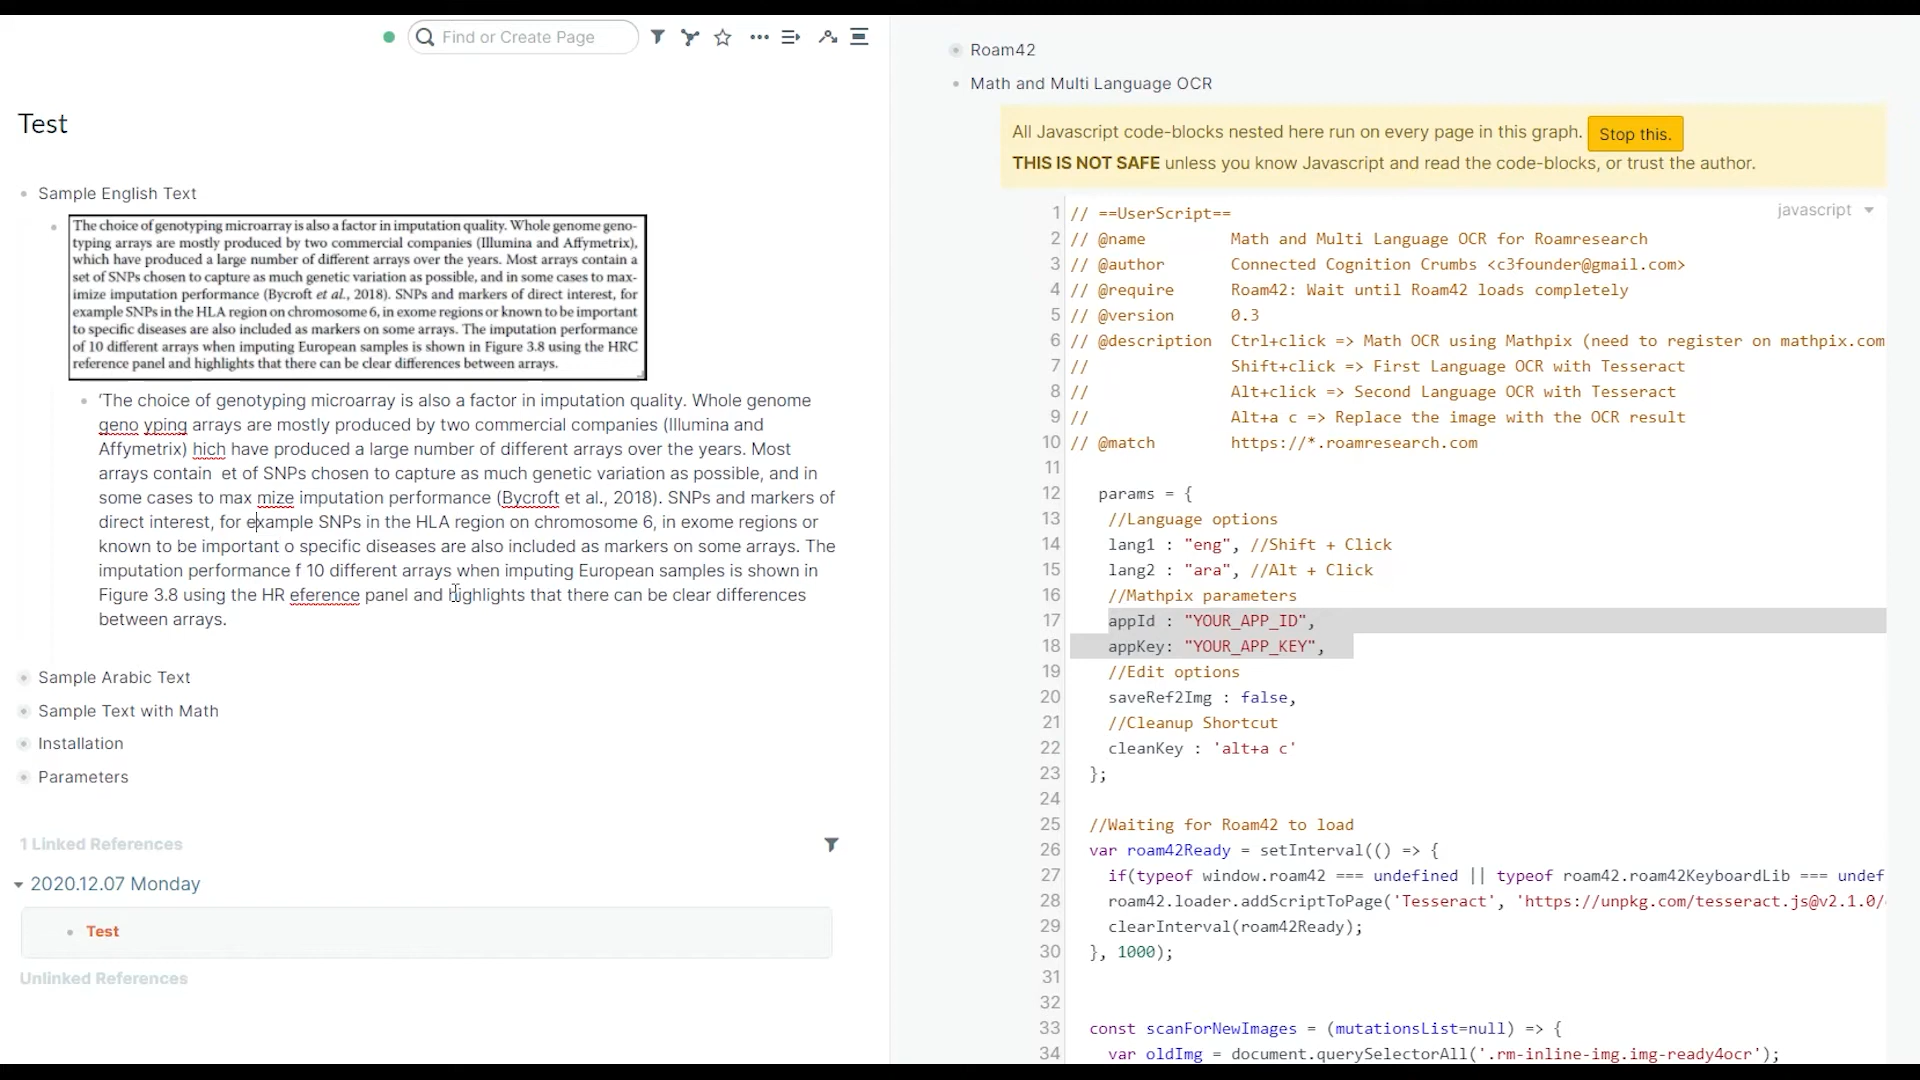 Find or Create Page
Test
Sample English Text
The choice of genotyping microarray is also a factor in imputation quality. Whole genome geno-
typing arrays are mostly produced by two commercial companies (Illumina and Affymetrix),
which have produced a large number of different arrays over the years. Most arrays contain a
set of SNPs chosen to capture as much genetic variation as possible, and in some cases to max-
imize imputation performance (Bycroft et al., 2018). SNPs and markers of direct interest, for
example SNPs in the HLA region on chromosome 6, in exome regions or known to be important
to specific diseases are also included as markers on some arrays. The imputation performance
of 10 different arrays when imputing European samples is shown in Figure 3.8 using the HRC
reference panel and highlights that there can be clear differences between arrays.
‘The choice of genotyping microarray is also a factor in imputation quality. Whole genome
geno yping arrays are mostly produced by two commercial companies (Illumina and
Affymetrix) hich have produced a large number of different arrays over the years. Most
arrays contain  et of SNPs chosen to capture as much genetic variation as possible, and in
some cases to max mize imputation performance (Bycroft et al., 2018). SNPs and markers of
direct interest, for example SNPs in the HLA region on chromosome 6, in exome regions or
known to be important o specific diseases are also included as markers on some arrays. The
imputation performance f 10 different arrays when imputing European samples is shown in
Figure 3.8 using the HR eference panel and highlights that there can be clear differences
between arrays.
Sample Arabic Text
Sample Text with Math
Installation
Parameters
1 Linked References
2020.12.07 Monday
Test
Unlinked References
Roam42
Math and Multi Language OCR
All Javascript code-blocks nested here run on every page in this graph. Stop this.
THIS IS NOT SAFE unless you know Javascript and read the code-blocks, or trust the author.
javascript
1 // ==UserScript==
2 // @name Math and Multi Language OCR for Roamresearch
3 // @author Connected Cognition Crumbs <c3founder@gmail.com>
4 // @require Roam42: Wait until Roam42 loads completely
5 // @version 0.3
6 // @description Ctrl+click => Math OCR using Mathpix (need to register on mathpix.com
7 // Shift+click => First Language OCR with Tesseract
8 // Alt+click => Second Language OCR with Tesseract
9 // Alt+a c => Replace the image with the OCR result
10 // @match https://*.roamresearch.com
11
12 params = {
13 //Language options
14 lang1 : "eng", //Shift + Click
15 lang2 : "ara", //Alt + Click
16 //Mathpix parameters
17 appId : "YOUR_APP_ID",
18 appKey: "YOUR_APP_KEY",
19 //Edit options
20 saveRef2Img : false,
21 //Cleanup Shortcut
22 cleanKey : 'alt+a c'
23 };
24
25 //Waiting for Roam42 to load
26 var roam42Ready = setInterval(() => {
27 if(typeof window.roam42 === undefined || typeof roam42.roam42KeyboardLib === undef
28 roam42.loader.addScriptToPage('Tesseract', 'https://unpkg.com/tesseract.js@v2.1.0/
29 clearInterval(roam42Ready);
30 }, 1000);
31
32
33 const scanForNewImages = (mutationsList=null) => {
34 var oldImg = document.querySelectorAll('.rm-inline-img.img-ready4ocr');